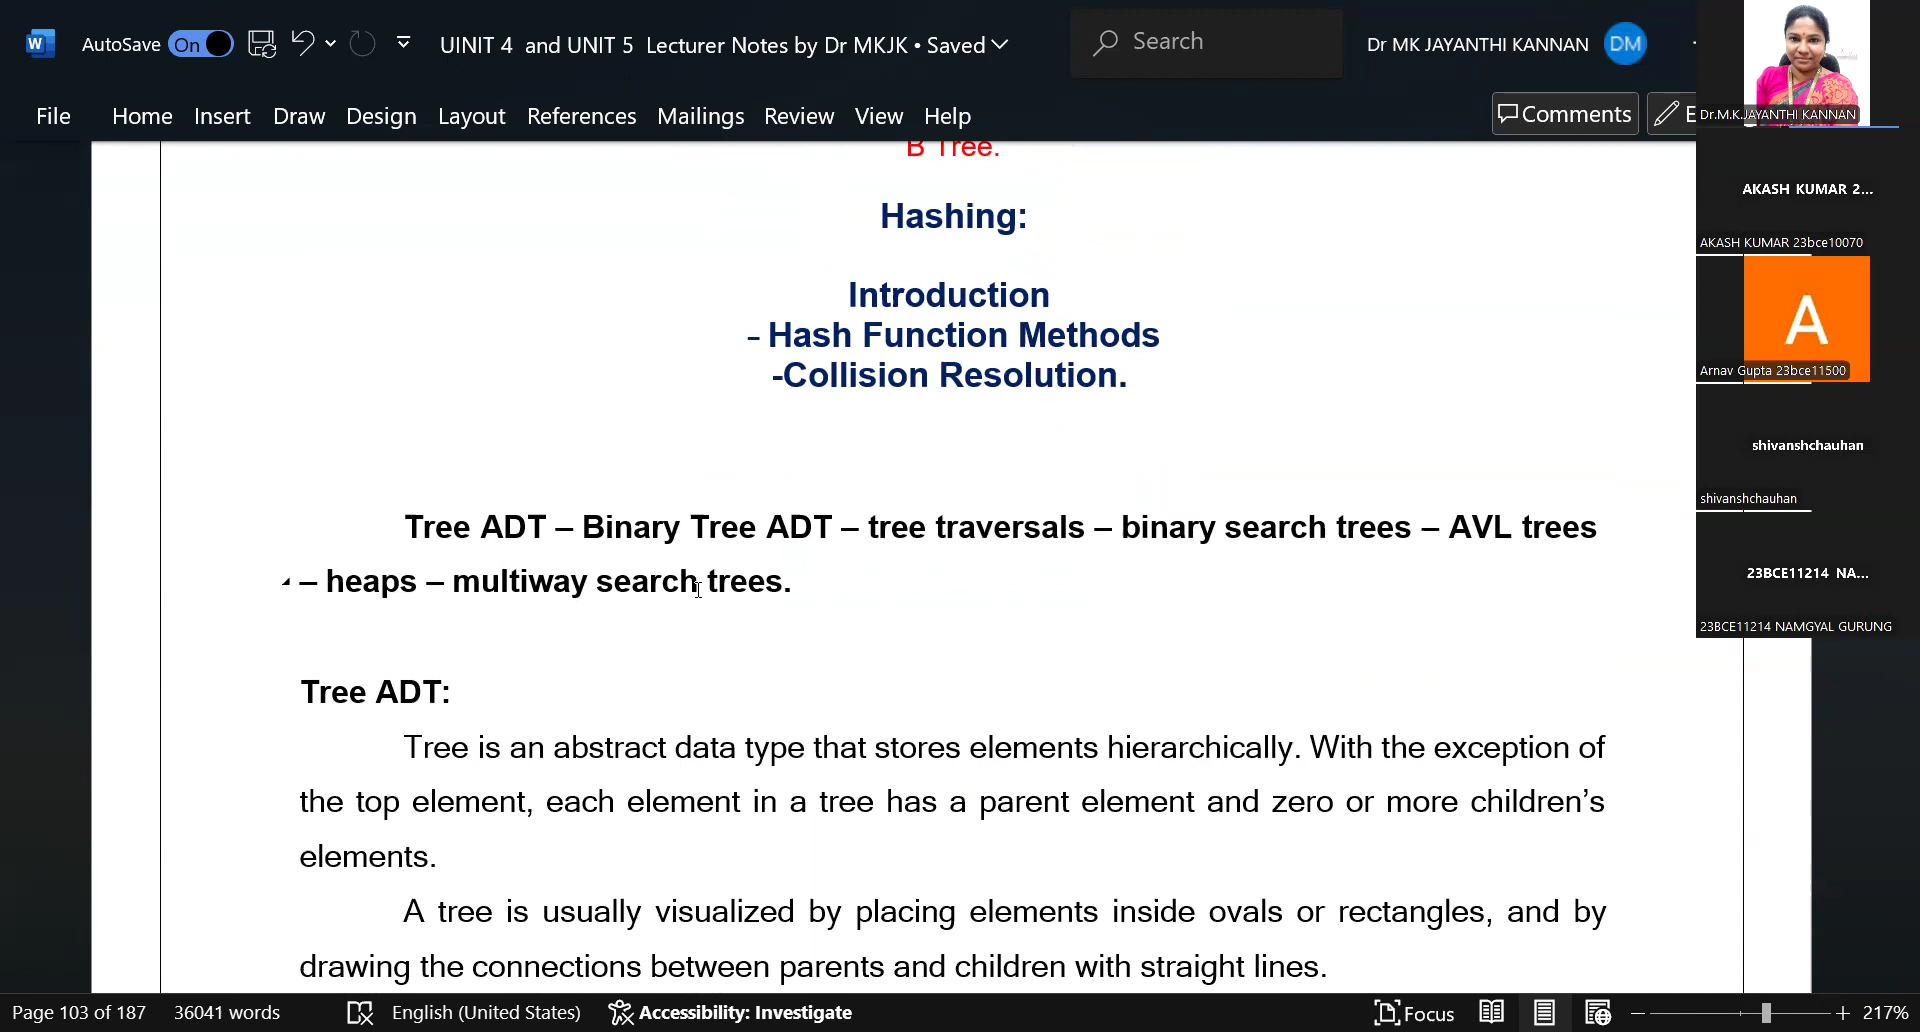 W AutoSave On UINIT 4 and UNIT 5 Lecturer Notes by Dr MKJK • Saved Search Dr MK JAYANTHI KANNAN DM
File Home Insert Draw Design Layout References Mailings Review View Help Comments E
Dr.M.K.JAYANTHI KANNAN
AKASH KUMAR 2...
AKASH KUMAR 23bce10070
A
Arnav Gupta 23bce11500
shivanshchauhan
shivanshchauhan
23BCE11214 NA...
23BCE11214 NAMGYAL GURUNG
B Tree.
Hashing:
Introduction
- Hash Function Methods
-Collision Resolution.
Tree ADT – Binary Tree ADT – tree traversals – binary search trees – AVL trees
– heaps – multiway search trees.
Tree ADT:
Tree is an abstract data type that stores elements hierarchically. With the exception of
the top element, each element in a tree has a parent element and zero or more children’s
elements.
A tree is usually visualized by placing elements inside ovals or rectangles, and by
drawing the connections between parents and children with straight lines.
Page 103 of 187 36041 words English (United States) Accessibility: Investigate Focus 217%